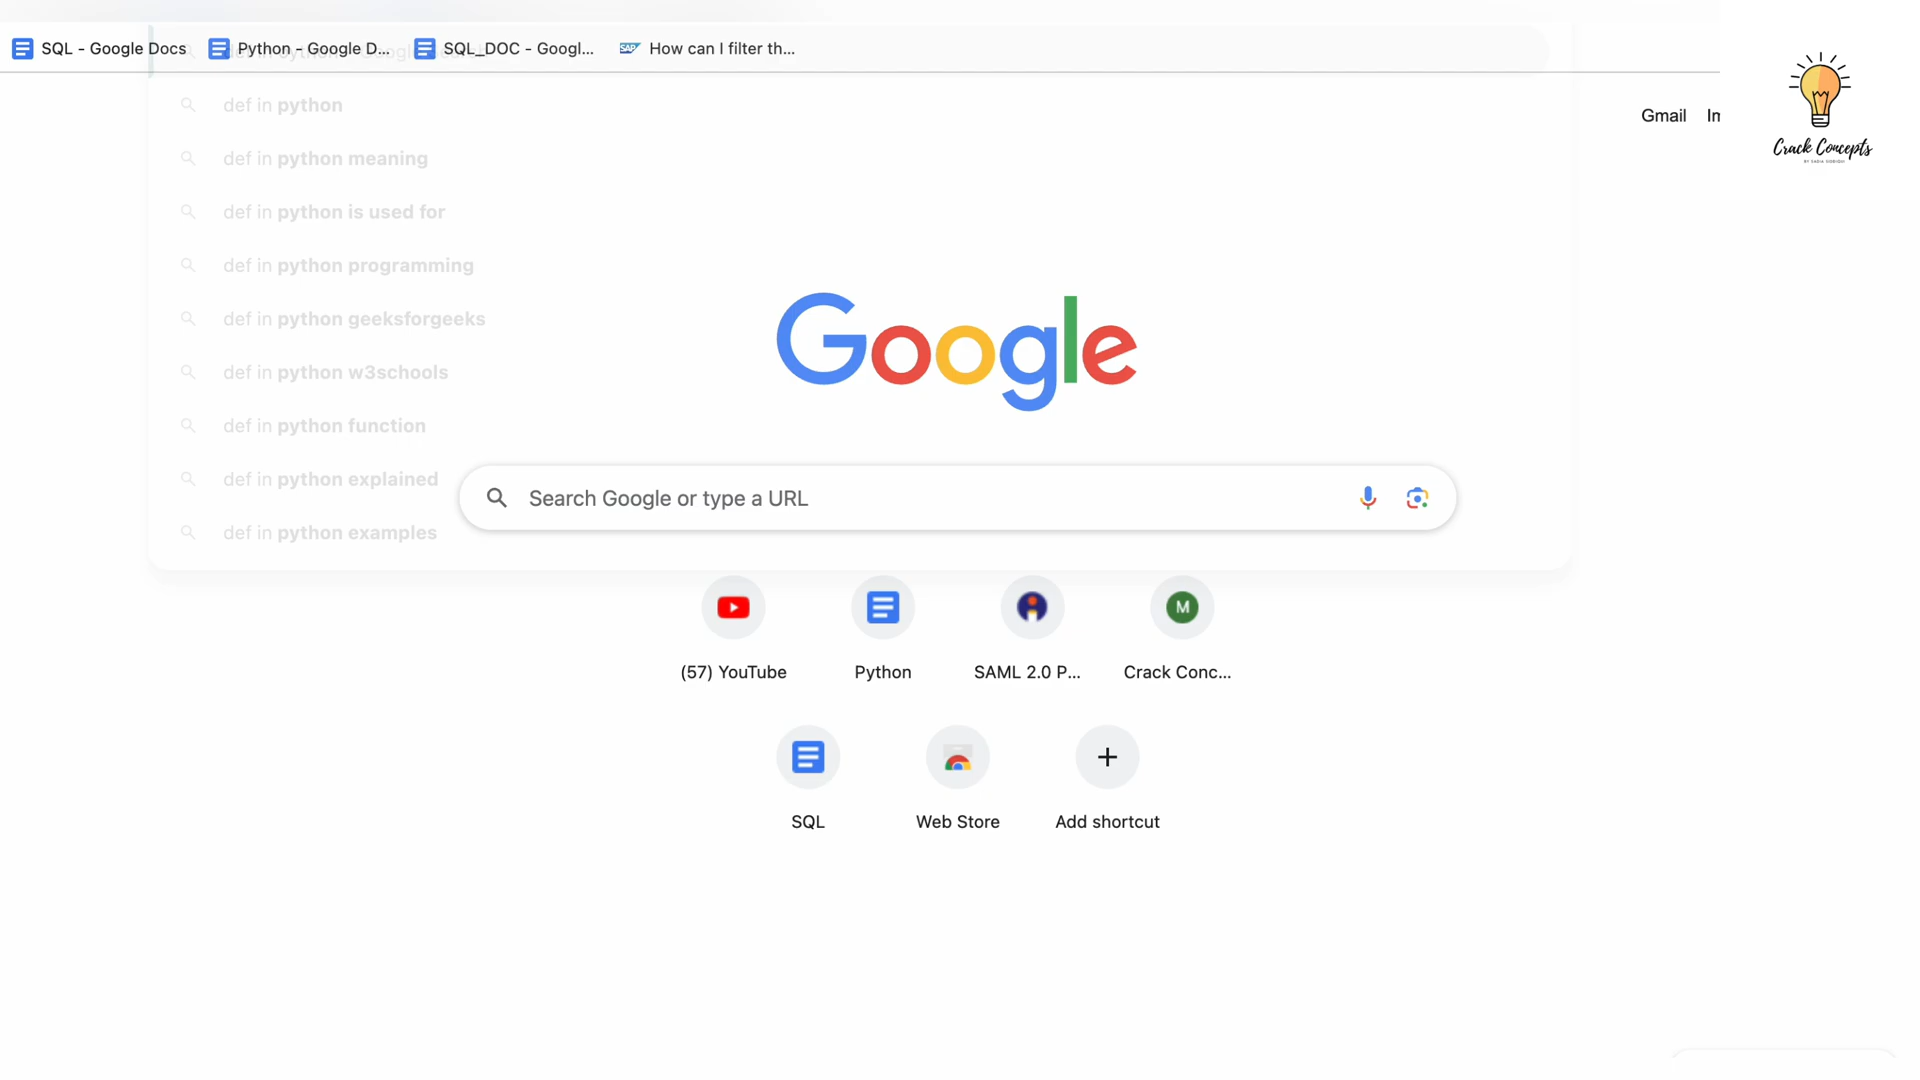 SQL - Google Docs
Python - Google D...
SQL_DOC - Googl...
SAP
How can I filter th...
def in python
def in python meaning
def in python is used for
def in python programming
def in python geeksforgeeks
def in python w3schools
def in python function
def in python explained
def in python examples
Gmail Im
Crack Concepts
Google
Search Google or type a URL
M
(57) YouTube
Python
SAML 2.0 P...
Crack Conc...
SQL
Web Store
Add shortcut